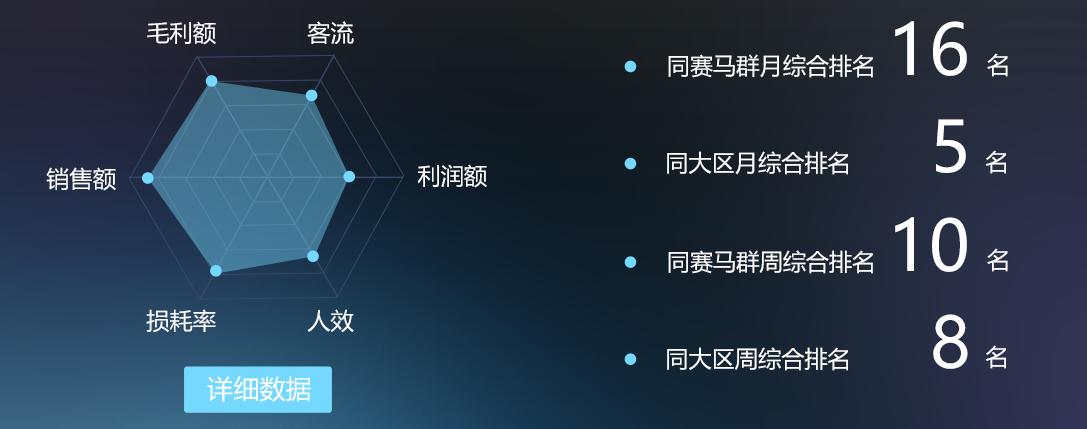 毛利额
客流
销售额
利润额
损耗率
人效
详细数据
同赛马群月综合排名 16 名
同大区月综合排名 5 名
同赛马群周综合排名 10 名
同大区周综合排名 8 名